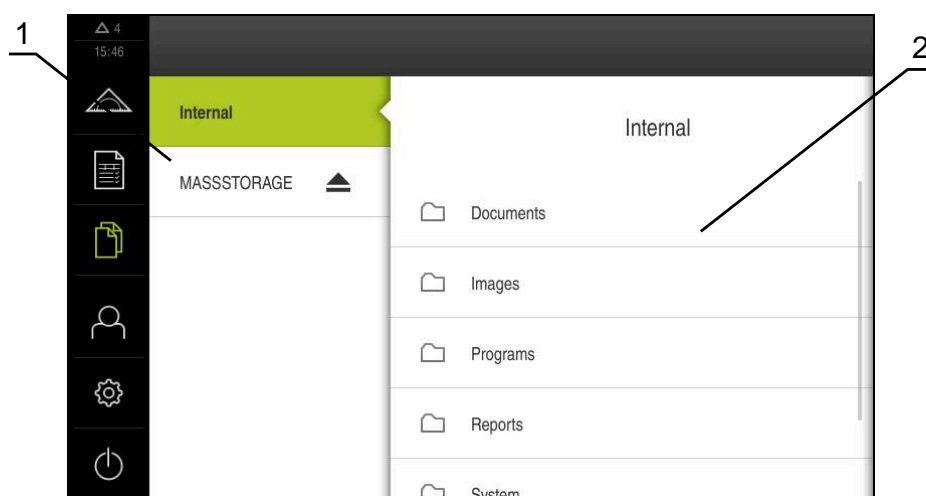 1
2
4
15:46
Internal
MASSSTORAGE
Internal
Documents
Images
Programs
Reports
System